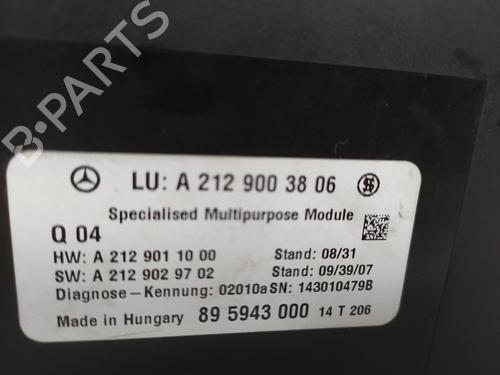 B-PARTS
LU: A 212 900 38 06
Specialised Multipurpose Module
Q 04
HW: A 212 901 10 00 Stand: 08/31
SW: A 212 902 97 02 Stand: 09/39/07
Diagnose - Kennung: 02010a SN: 143010479B
Made in Hungary 89 5943 000 14 T 206